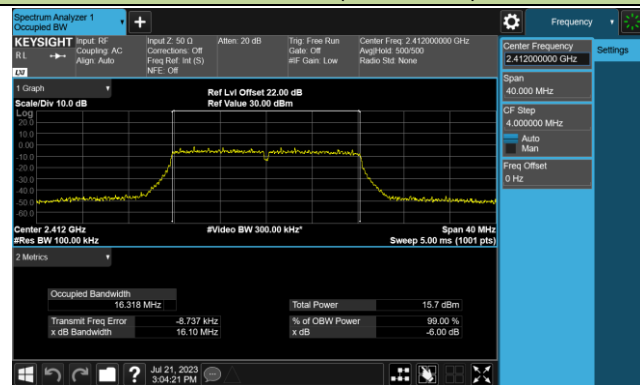 Spectrum Analyzer 1
Occupied BW
Frequency
KEYSIGHT
RL
LXI
Input: RF
Coupling: AC
Align: Auto
Input Z: 50 Ω
Corrections: Off
Freq Ref: Int (S)
NFE: Off
Atten: 20 dB
Trig: Free Run
Gate: Off
#IF Gain: Low
Center Freq: 2.412000000 GHz
Avg|Hold: 500/500
Radio Std: None
Center Frequency
2.412000000 GHz
Settings
Span
40.000 MHz
CF Step
4.000000 MHz
Auto
Man
Freq Offset
0 Hz
1 Graph
Scale/Div 10.0 dB
Ref Lvl Offset 22.00 dB
Ref Value 30.00 dBm
Log
20.0
10.0
0.00
-10.0
-20.0
-30.0
-40.0
-50.0
-60.0
Center 2.412 GHz
#Res BW 100.00 kHz
#Video BW 300.00 kHz*
Span 40 MHz
Sweep 5.00 ms (1001 pts)
2 Metrics
Occupied Bandwidth
16.318 MHz
Total Power 15.7 dBm
Transmit Freq Error -8.737 kHz
% of OBW Power 99.00 %
x dB Bandwidth 16.10 MHz
x dB -6.00 dB
?
Jul 21, 2023
3:04:21 PM